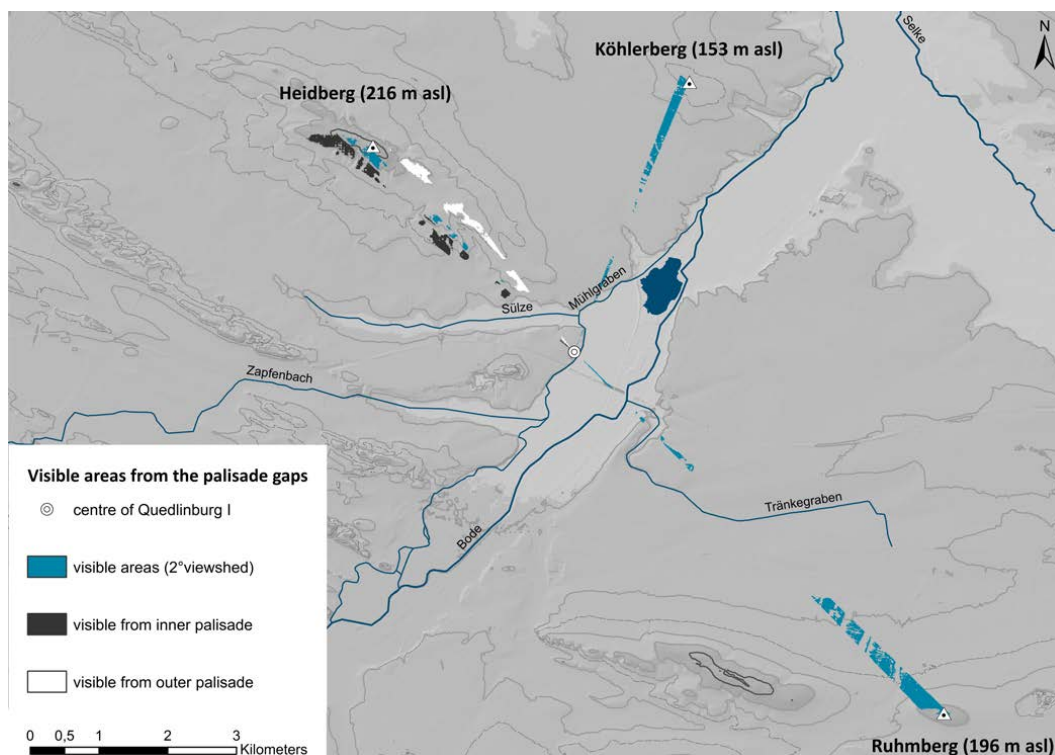 N
Selke
Köhlerberg (153 m asl)
Heidberg (216 m asl)
Mühlgraben
Sülze
Zapfenbach
Tränkegraben
Bode
Visible areas from the palisade gaps
centre of Quedlinburg I
visible areas (2°viewshed)
visible from inner palisade
visible from outer palisade
0 0,5 1 2 3
Kilometers
Ruhmberg (196 m asl)